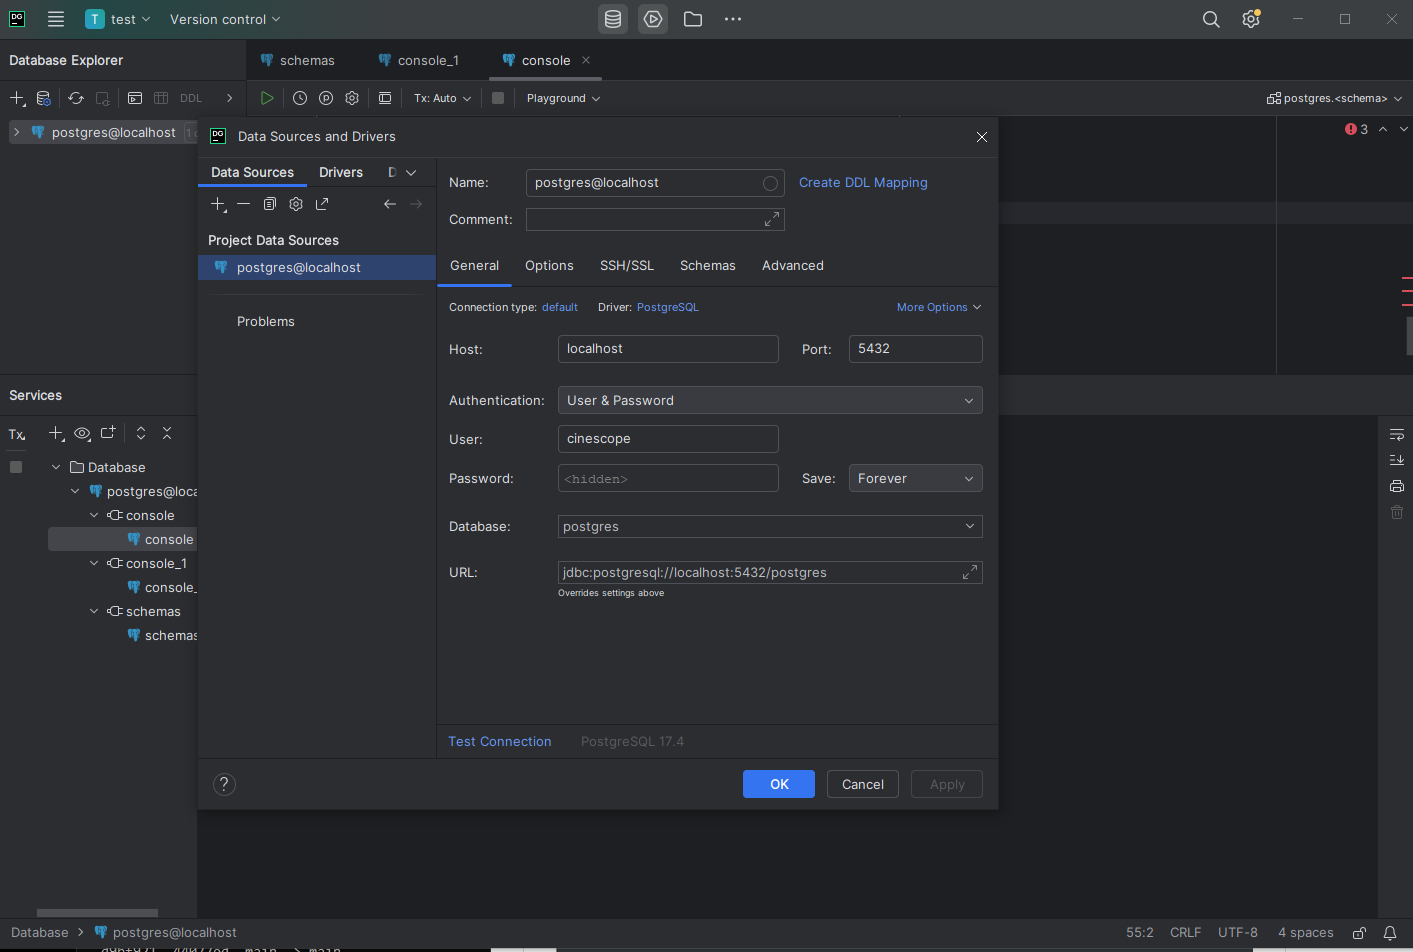 DG
T test
Version control
Database Explorer
schemas
console_1
console
DDL
Tx: Auto
Playground
postgres.<schema>
postgres@localhost
3
Data Sources and Drivers
Data Sources
Drivers
Project Data Sources
postgres@localhost
Problems
Name:
postgres@localhost
Create DDL Mapping
Comment:
General
Options
SSH/SSL
Schemas
Advanced
Connection type: default
Driver: PostgreSQL
More Options
Host:
localhost
Port:
5432
Authentication:
User & Password
User:
cinescope
Password:
<hidden>
Save:
Forever
Database:
postgres
URL:
jdbc:postgresql://localhost:5432/postgres
Overrides settings above
Test Connection
PostgreSQL 17.4
?
OK
Cancel
Apply
Services
Tx
Database
postgres@loca
console
console
console_1
console_
schemas
schemas
Database
postgres@localhost
55:2
CRLF
UTF-8
4 spaces